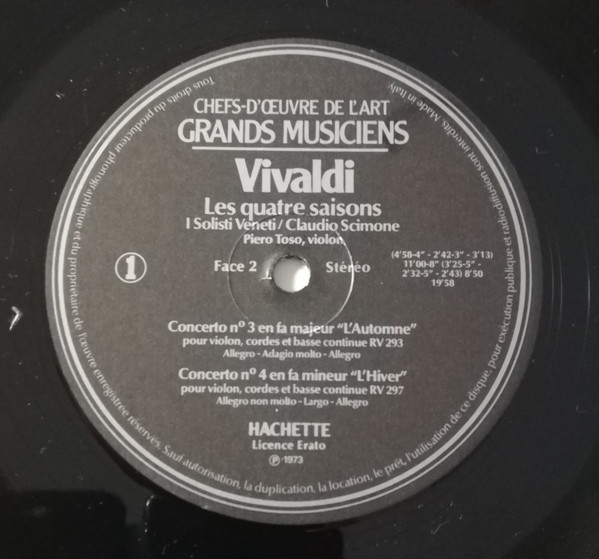 CHEFS-D'ŒUVRE DE L'ART
GRANDS MUSICIENS
Vivaldi
Les quatre saisons
I Solisti Veneti/Claudio Scimone
Piero Toso, violon
1
Face 2
Stéréo
(4'58-4" - 2'42-3" - 3'13)
11'00-8" (3'25-5" -
2'32-5" - 2'43) 8'50
19'58
Concerto nº 3 en fa majeur "L'Automne"
pour violon, cordes et basse continue RV 293
Allegro - Adagio molto - Allegro
Concerto nº 4 en fa mineur "L'Hiver"
pour violon, cordes et basse continue RV 297
Allegro non molto - Largo - Allegro
HACHETTE
Licence Erato
℗ 1973
Tous droits du producteur phonographique et du propriétaire de l'œuvre enregistrée réservés. Sauf autorisation, la duplication, la location, le prêt, l'utilisation de ce disque, pour exécution publique et radiodiffusion sont interdits. Made in Italy.